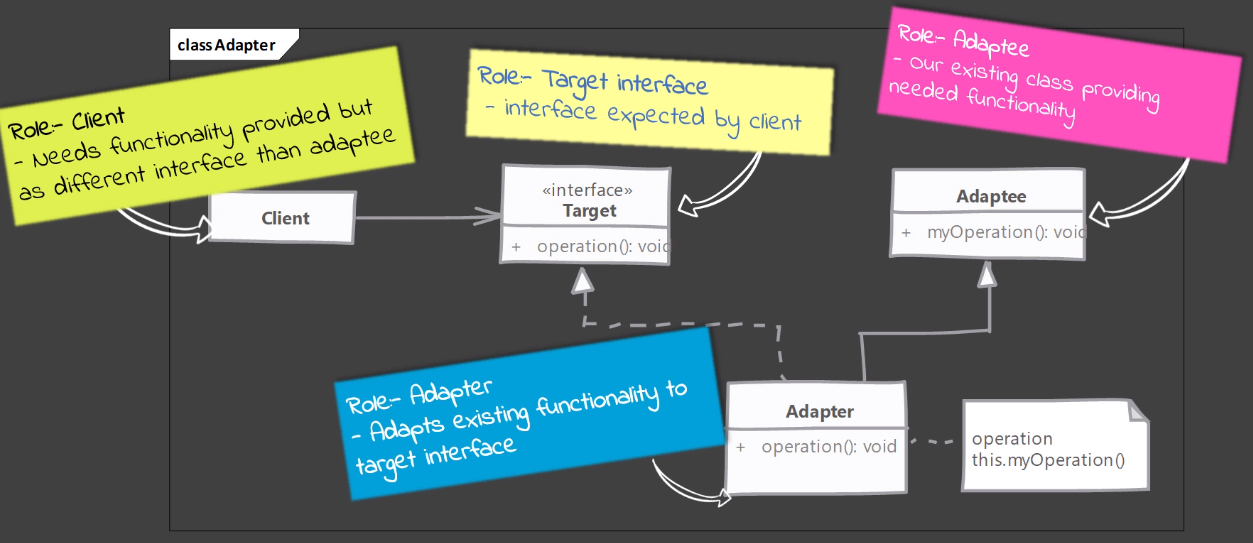 class Adapter
Role:- Client
- Needs functionality provided but
as different interface than adaptee
Role:- Target interface
- interface expected by client
Role:- Adaptee
- our existing class providing
needed functionality
Client
«interface»
Target
+ operation(): void
Adaptee
+ myOperation(): void
Role:- Adapter
- Adapts existing functionality to
target interface
Adapter
+ operation(): void
operation
this.myOperation()